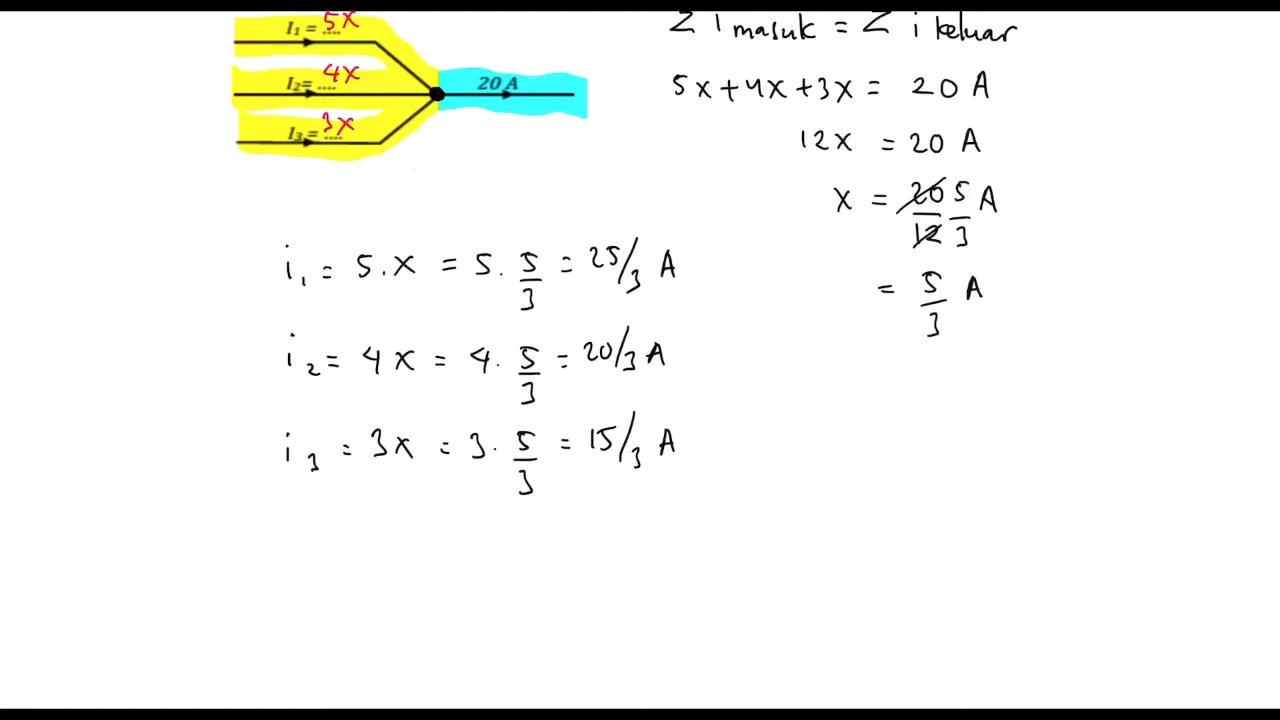 I₁ = .... 5x
I₂= .... 4x
20 A
I₃ = .... 3x
Σ i masuk = Σ i keluar
5x + 4x + 3x = 20 A
12x = 20 A
x = 20/12 5/3 A
= 5/3 A
i₁ = 5.x = 5. 5/3 = 25/3 A
i₂ = 4x = 4. 5/3 = 20/3 A
i₃ = 3x = 3. 5/3 = 15/3 A